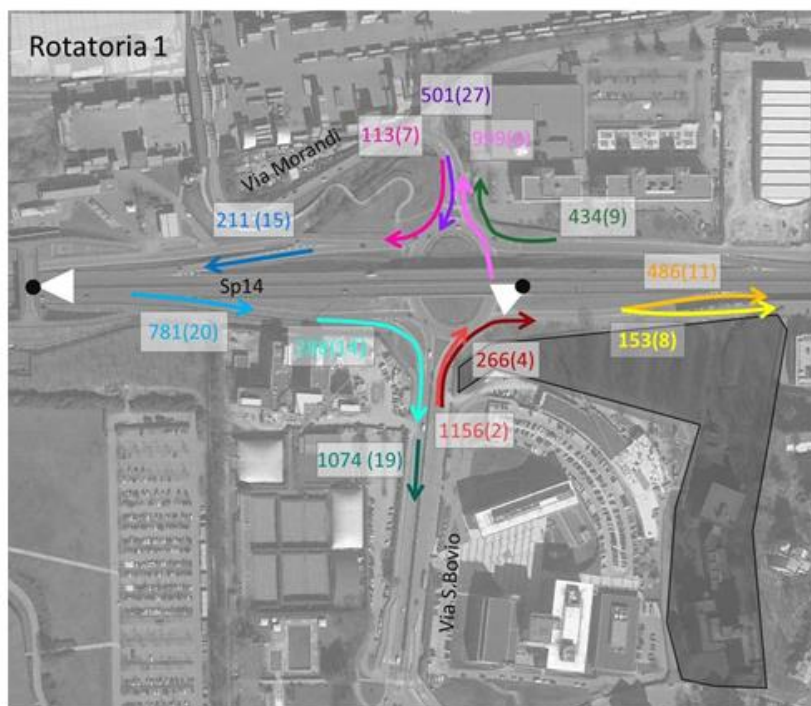 Rotatoria 1
501(27)
113(7)
Via Morandi
434(9)
211 (15)
486(11)
Sp14
781(20)
153(8)
266(4)
1156(2)
1074 (19)
Via S.Bovio